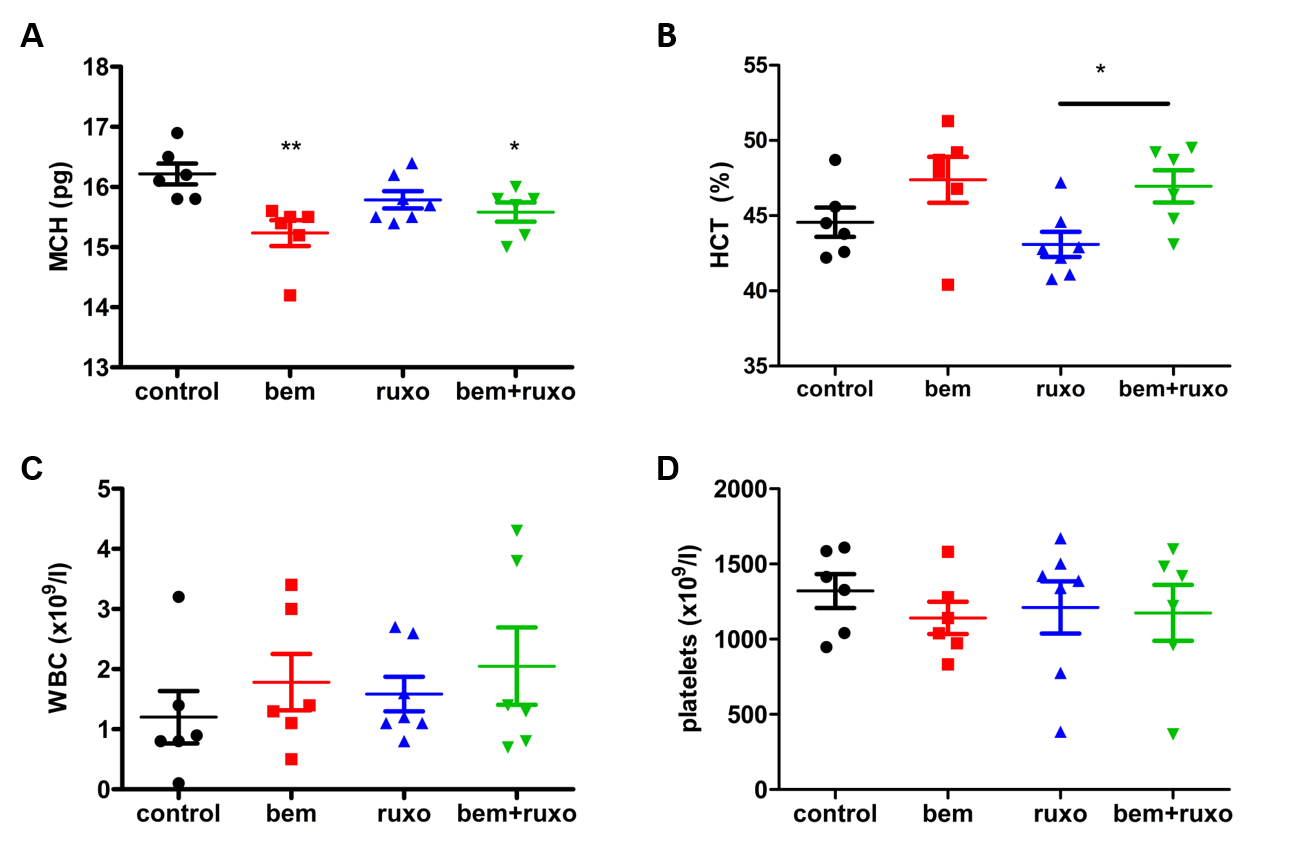 A
18
17
16
15
14
13
MCH (pg)
** *
control bem ruxo bem+ruxo
B
55
50
45
40
35
HCT (%)
*
control bem ruxo bem+ruxo
C
5
4
3
2
1
0
WBC (x10⁹/l)
control bem ruxo bem+ruxo
D
2000
1500
1000
500
0
platelets (x10⁹/l)
control bem ruxo bem+ruxo